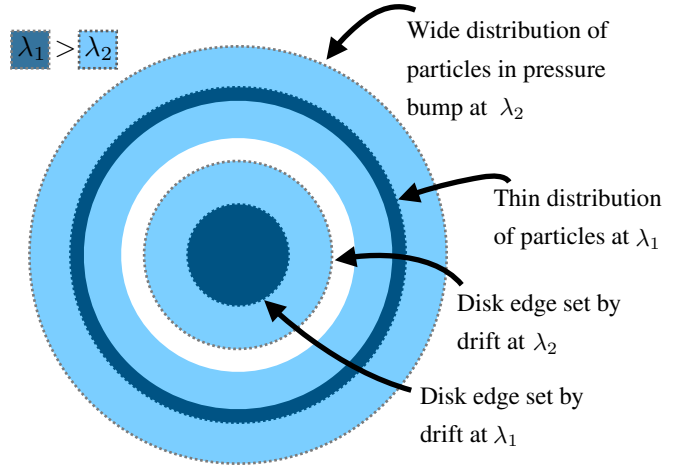 λ₁ > λ₂
Wide distribution of
particles in pressure
bump at λ₂
Thin distribution
of particles at λ₁
Disk edge set by
drift at λ₂
Disk edge set by
drift at λ₁